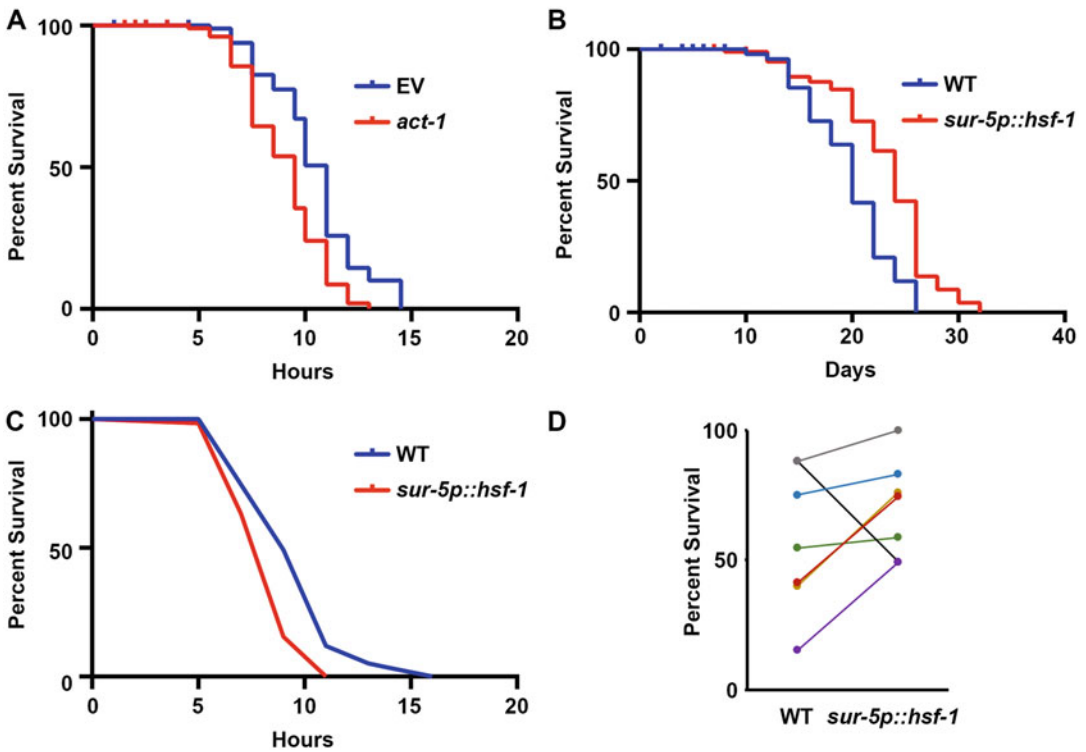 A
Percent Survival
100
50
0
0 5 10 15 20
Hours
EV
act-1
B
Percent Survival
100
50
0
0 10 20 30 40
Days
WT
sur-5p::hsf-1
C
Percent Survival
100
50
0
0 5 10 15 20
Hours
WT
sur-5p::hsf-1
D
Percent Survival
100
50
0
WT sur-5p::hsf-1